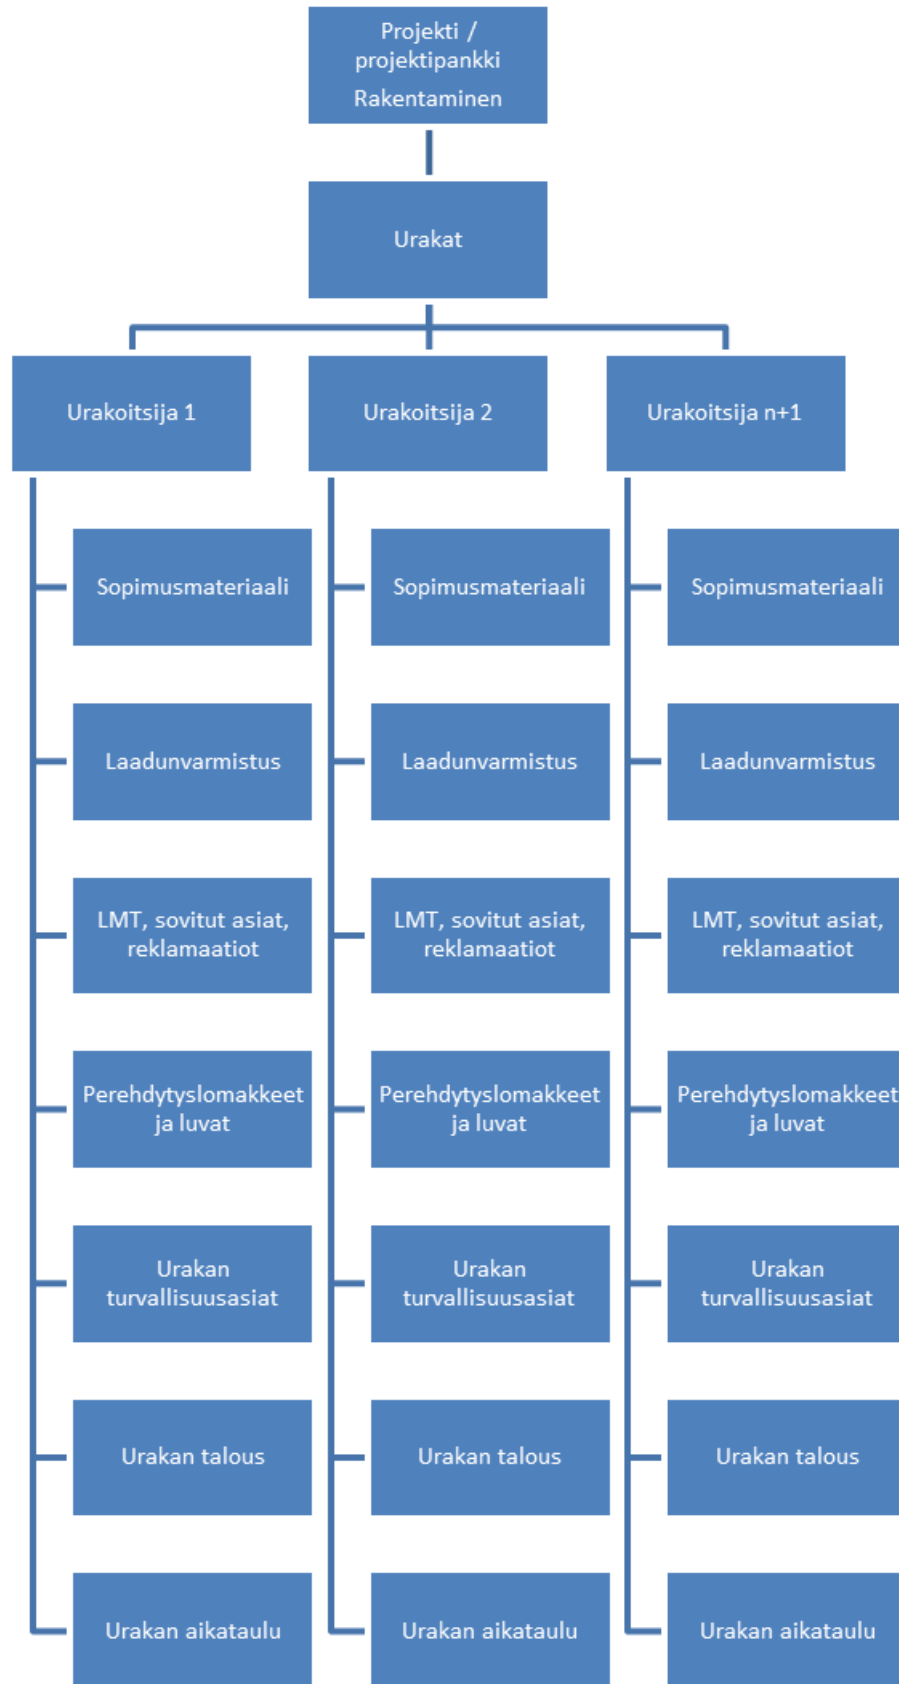 Projekti /
projektipankki
Rakentaminen
Urakat
Urakoitsija 1
Urakoitsija 2
Urakoitsija n+1
Sopimusmateriaali
Sopimusmateriaali
Sopimusmateriaali
Laadunvarmistus
Laadunvarmistus
Laadunvarmistus
LMT, sovitut asiat,
reklamaatiot
LMT, sovitut asiat,
reklamaatiot
LMT, sovitut asiat,
reklamaatiot
Perehdytyslomakkeet
ja luvat
Perehdytyslomakkeet
ja luvat
Perehdytyslomakkeet
ja luvat
Urakan
turvallisuusasiat
Urakan
turvallisuusasiat
Urakan
turvallisuusasiat
Urakan talous
Urakan talous
Urakan talous
Urakan aikataulu
Urakan aikataulu
Urakan aikataulu